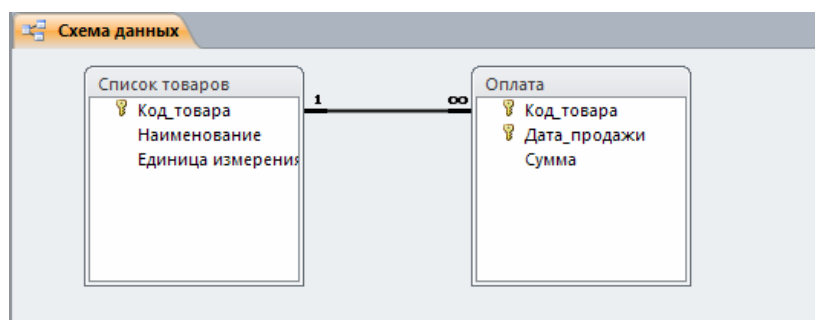 Схема данных
Список товаров
Код_товара
Наименование
Единица измерения
1
∞
Оплата
Код_товара
Дата_продажи
Сумма